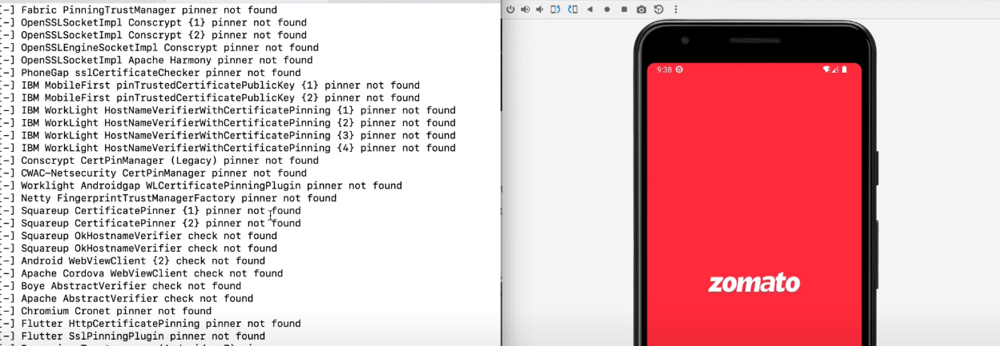 [-] Fabric PinningTrustManager pinner not found
[-] OpenSSLSocketImpl Conscrypt {1} pinner not found
[-] OpenSSLSocketImpl Conscrypt {2} pinner not found
[-] OpenSSLEngineSocketImpl Conscrypt pinner not found
[-] OpenSSLSocketImpl Apache Harmony pinner not found
[-] PhoneGap sslCertificateChecker pinner not found
[-] IBM MobileFirst pinTrustedCertificatePublicKey {1} pinner not found
[-] IBM MobileFirst pinTrustedCertificatePublicKey {2} pinner not found
[-] IBM WorkLight HostNameVerifierWithCertificatePinning {1} pinner not found
[-] IBM WorkLight HostNameVerifierWithCertificatePinning {2} pinner not found
[-] IBM WorkLight HostNameVerifierWithCertificatePinning {3} pinner not found
[-] IBM WorkLight HostNameVerifierWithCertificatePinning {4} pinner not found
[-] Conscrypt CertPinManager (Legacy) pinner not found
[-] CWAC-Netsecurity CertPinManager pinner not found
[-] Worklight Androidgap WLCertificatePinningPlugin pinner not found
[-] Netty FingerprintTrustManagerFactory pinner not found
[-] Squareup CertificatePinner {1} pinner not found
[-] Squareup CertificatePinner {2} pinner not found
[-] Squareup OkHostnameVerifier check not found
[-] Squareup OkHostnameVerifier check not found
[-] Android WebViewClient {2} check not found
[-] Apache Cordova WebViewClient check not found
[-] Boye AbstractVerifier check not found
[-] Apache AbstractVerifier check not found
[-] Chromium Cronet pinner not found
[-] Flutter HttpCertificatePinning pinner not found
[-] Flutter SslPinningPlugin pinner not found
9:38
zomato